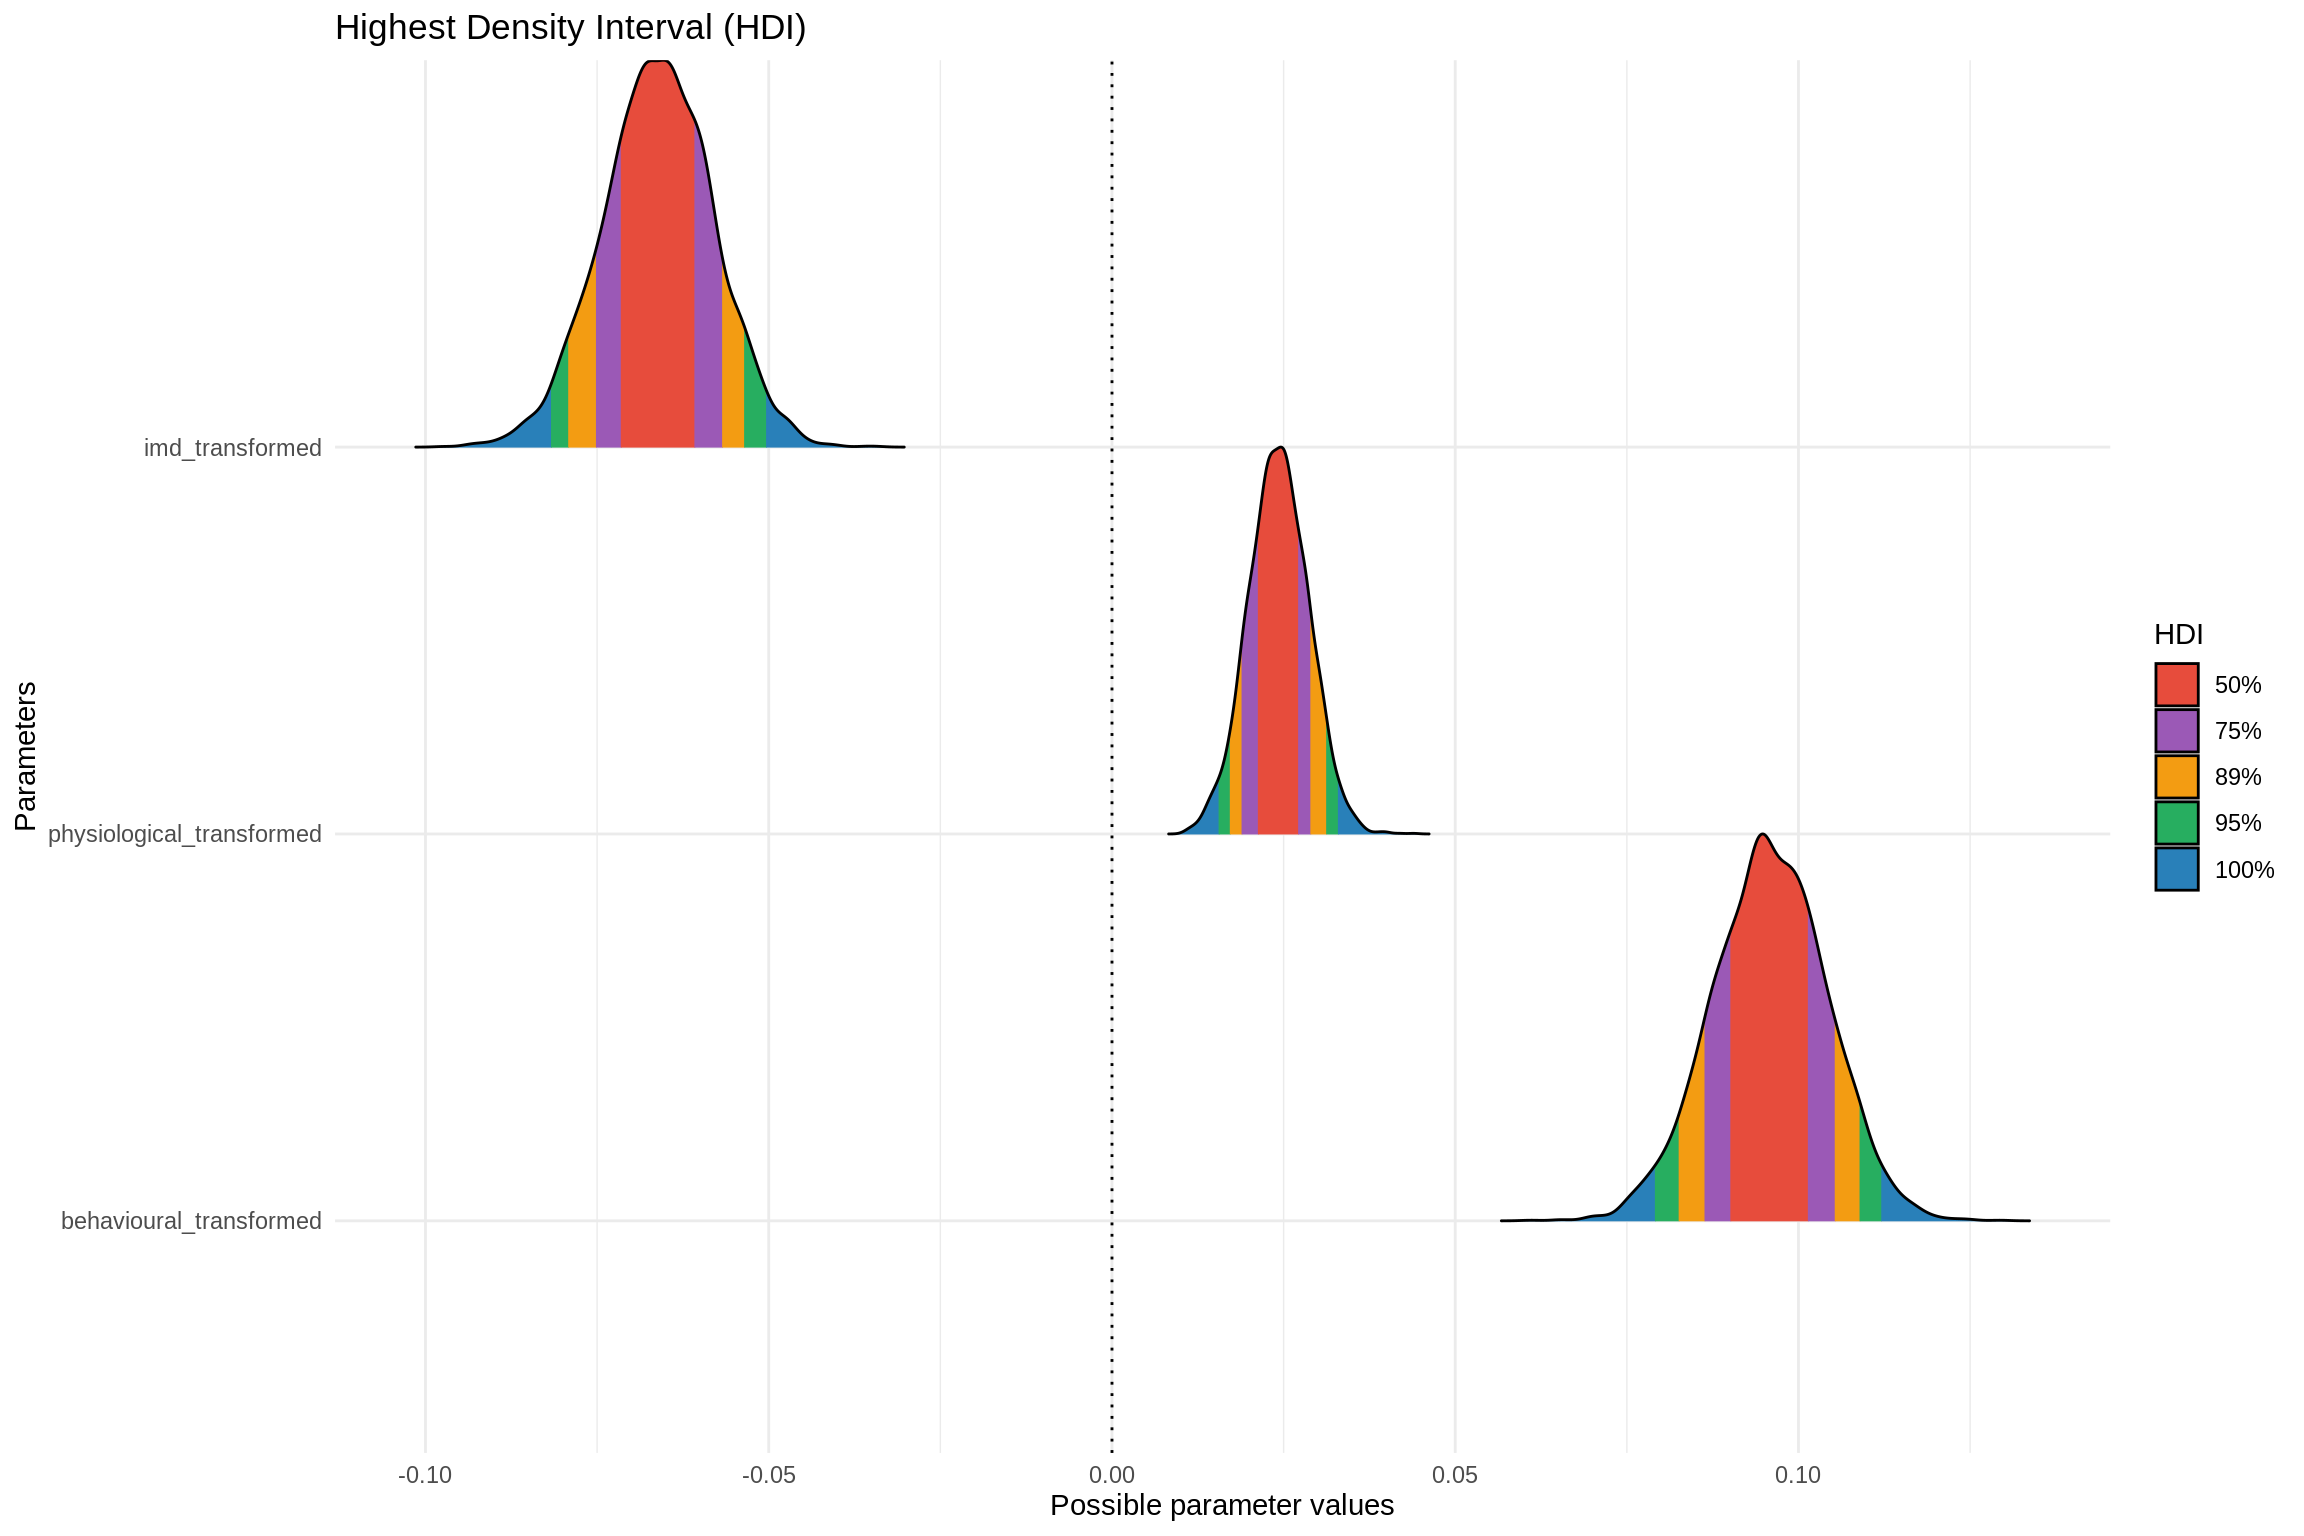 Highest Density Interval (HDI)
imd_transformed
physiological_transformed
behavioural_transformed
Parameters
-0.10
-0.05
0.00
0.05
0.10
Possible parameter values
HDI
50%
75%
89%
95%
100%